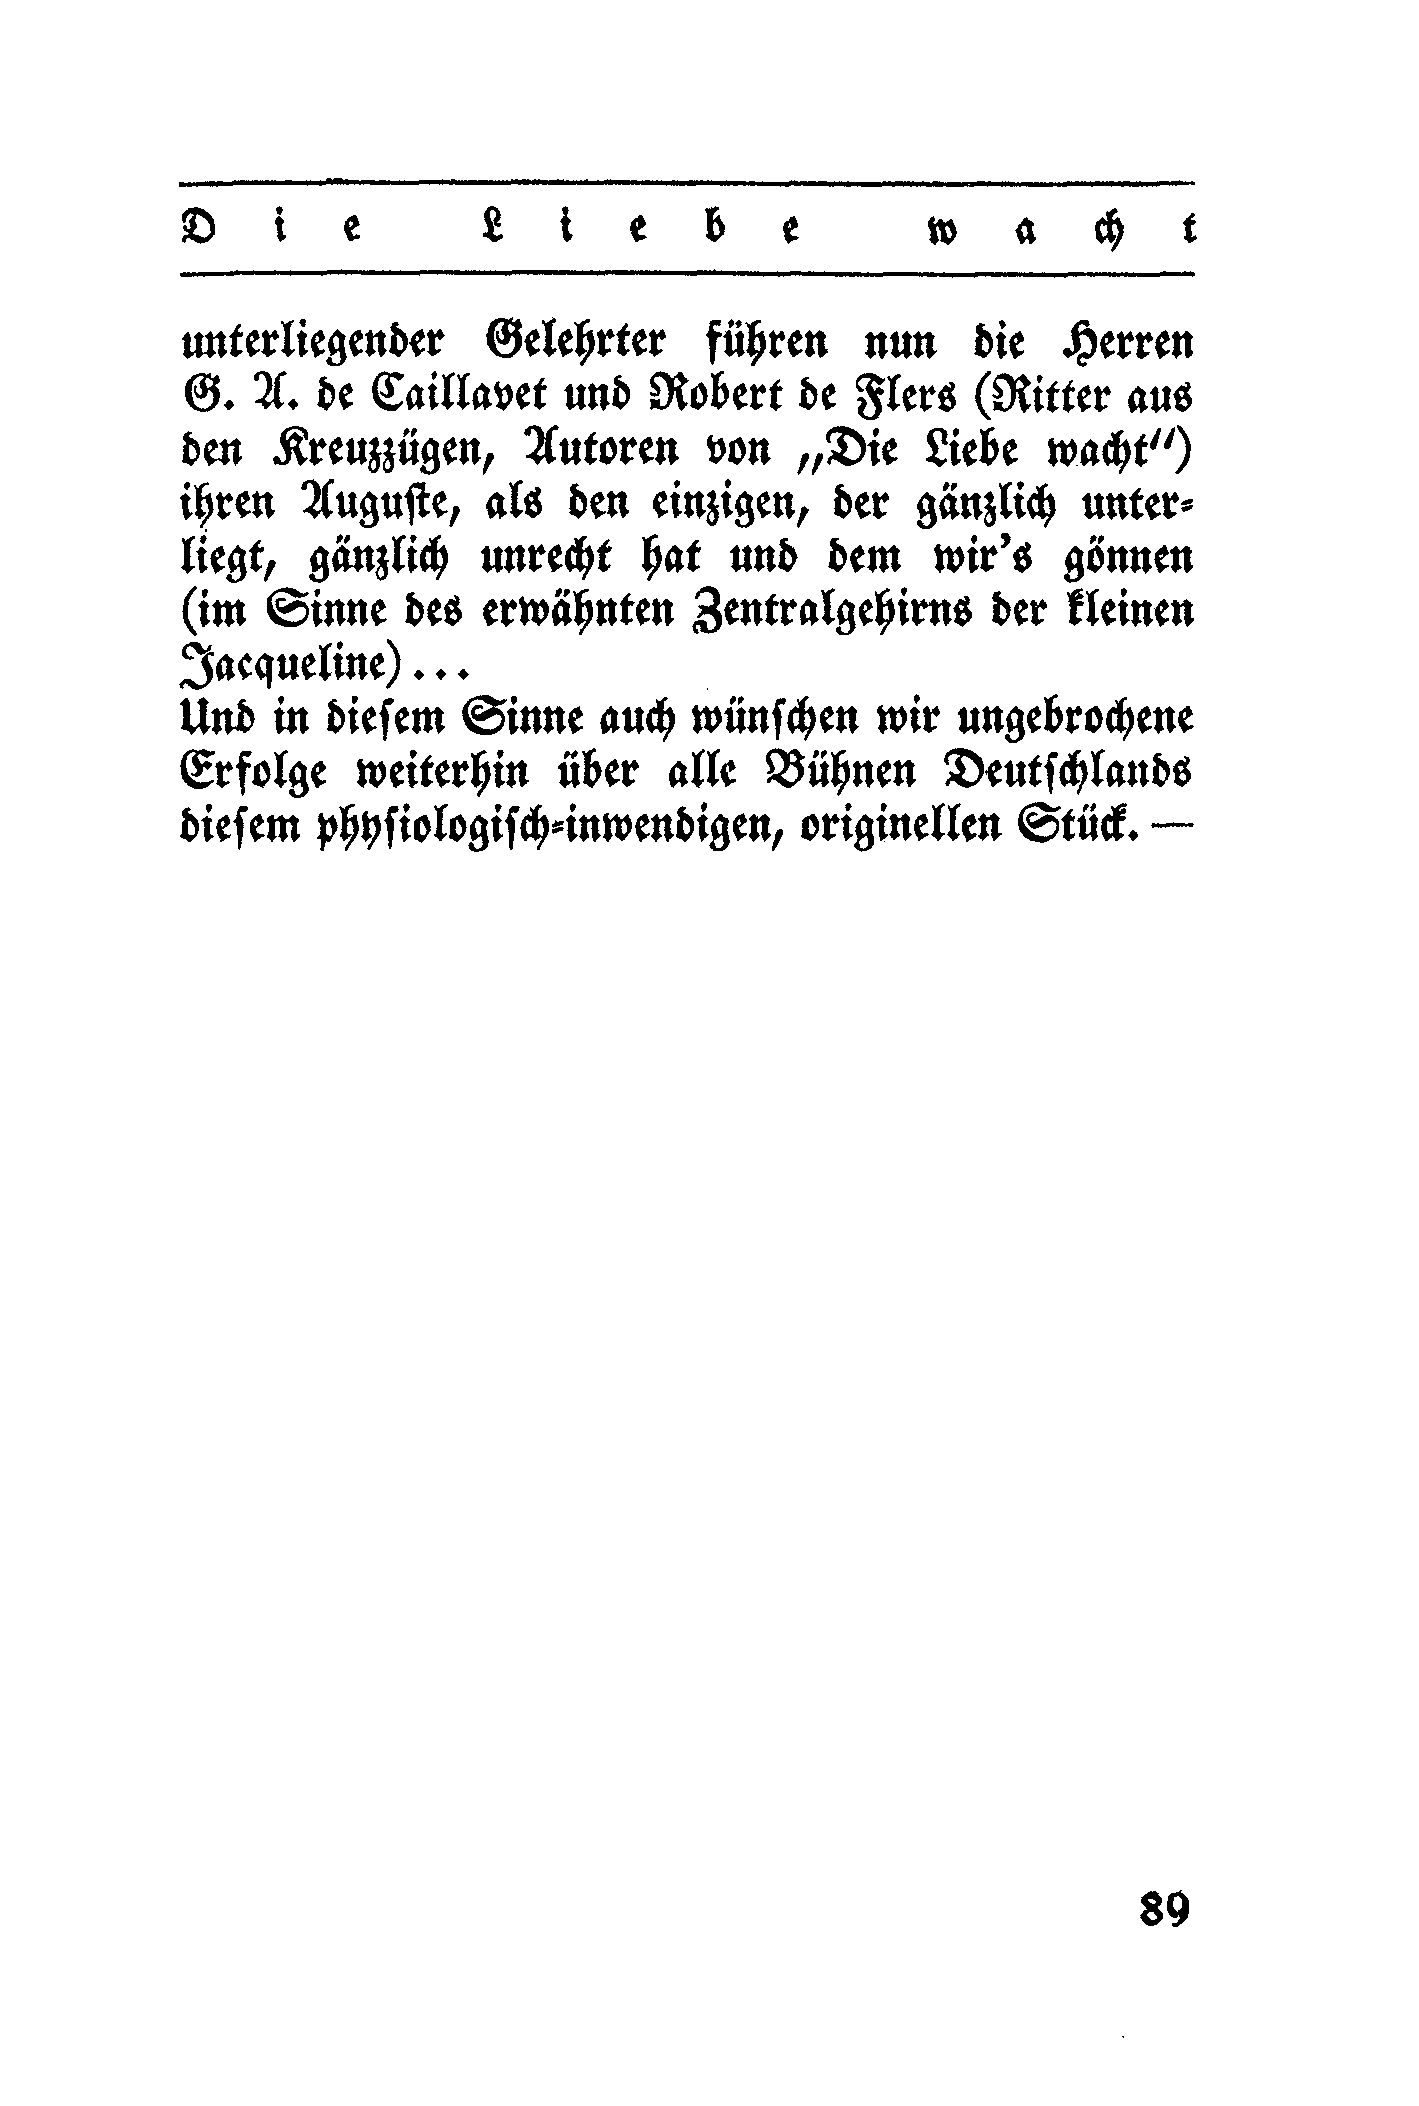 Die Liebe wacht
unterliegender Gelehrter führen nun die Herren
G. A. de Caillavet und Robert de Flers (Ritter aus
den Kreuzzügen, Autoren von „Die Liebe wacht“)
ihren Auguste, als den einzigen, der gänzlich unter-
liegt, gänzlich unrecht hat und dem wir's gönnen
(im Sinne des erwähnten Zentralgehirns der kleinen
Jacqueline)...
Und in diesem Sinne auch wünschen wir ungebrochene
Erfolge weiterhin über alle Bühnen Deutschlands
diesem physiologisch-inwendigen, originellen Stück. —
89